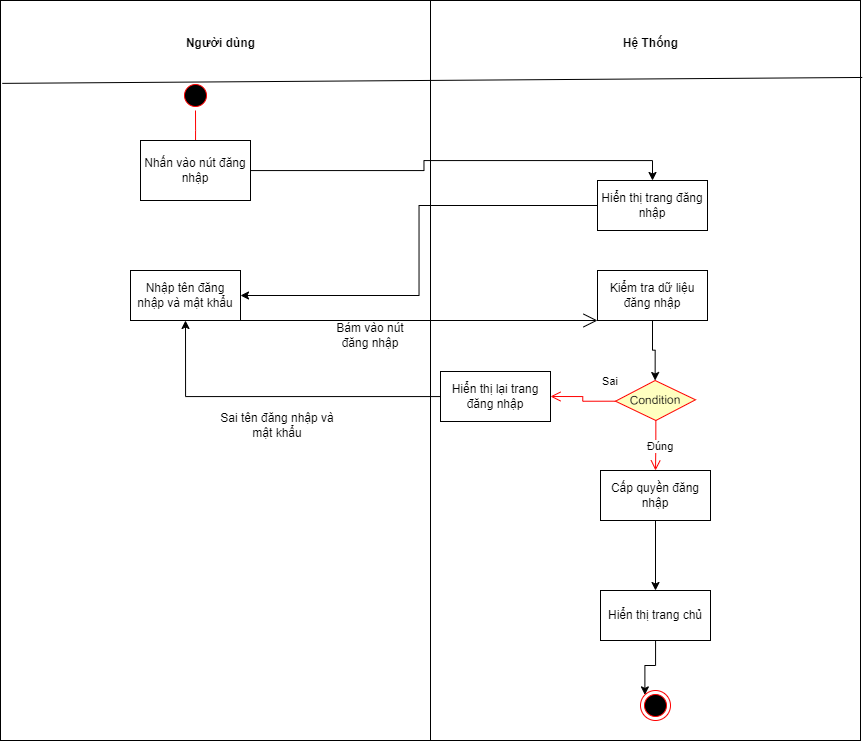 Người dùng
Hệ Thống
Nhấn vào nút đăng
nhập
Hiển thị trang đăng
nhập
Nhập tên đăng
nhập và mật khẩu
Kiểm tra dữ liệu
đăng nhập
Bám vào nút
đăng nhập
Sai
Hiển thị lại trang
đăng nhập
Condition
Sai tên đăng nhập và
mật khẩu
Đúng
Cấp quyền đăng
nhập
Hiển thị trang chủ